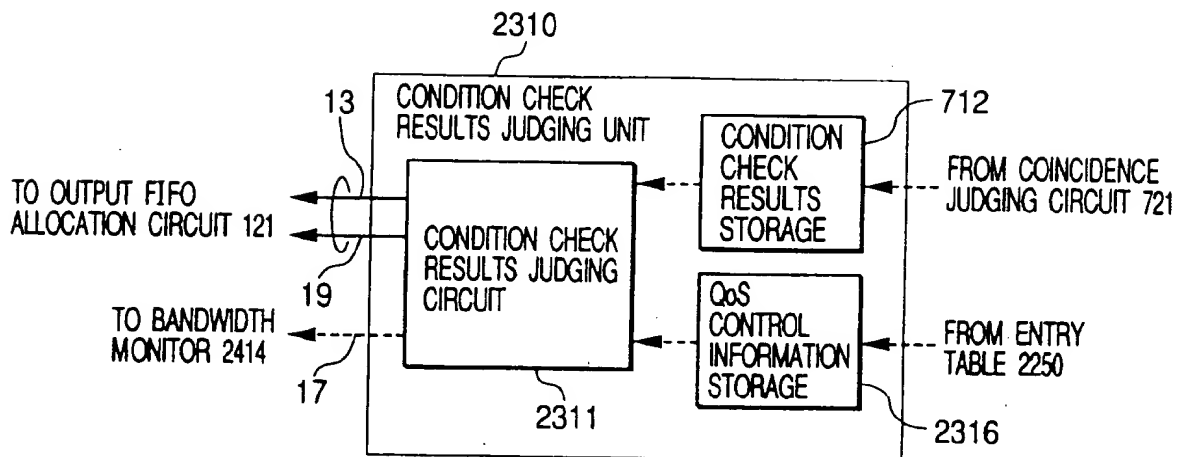 2310
CONDITION CHECK
RESULTS JUDGING UNIT
13
712
CONDITION
CHECK
RESULTS
STORAGE
FROM COINCIDENCE
JUDGING CIRCUIT 721
TO OUTPUT FIFO
ALLOCATION CIRCUIT 121
19
CONDITION CHECK
RESULTS JUDGING
CIRCUIT
QoS
CONTROL
INFORMATION
STORAGE
TO BANDWIDTH
MONITOR 2414
17
FROM ENTRY
TABLE 2250
2311
2316